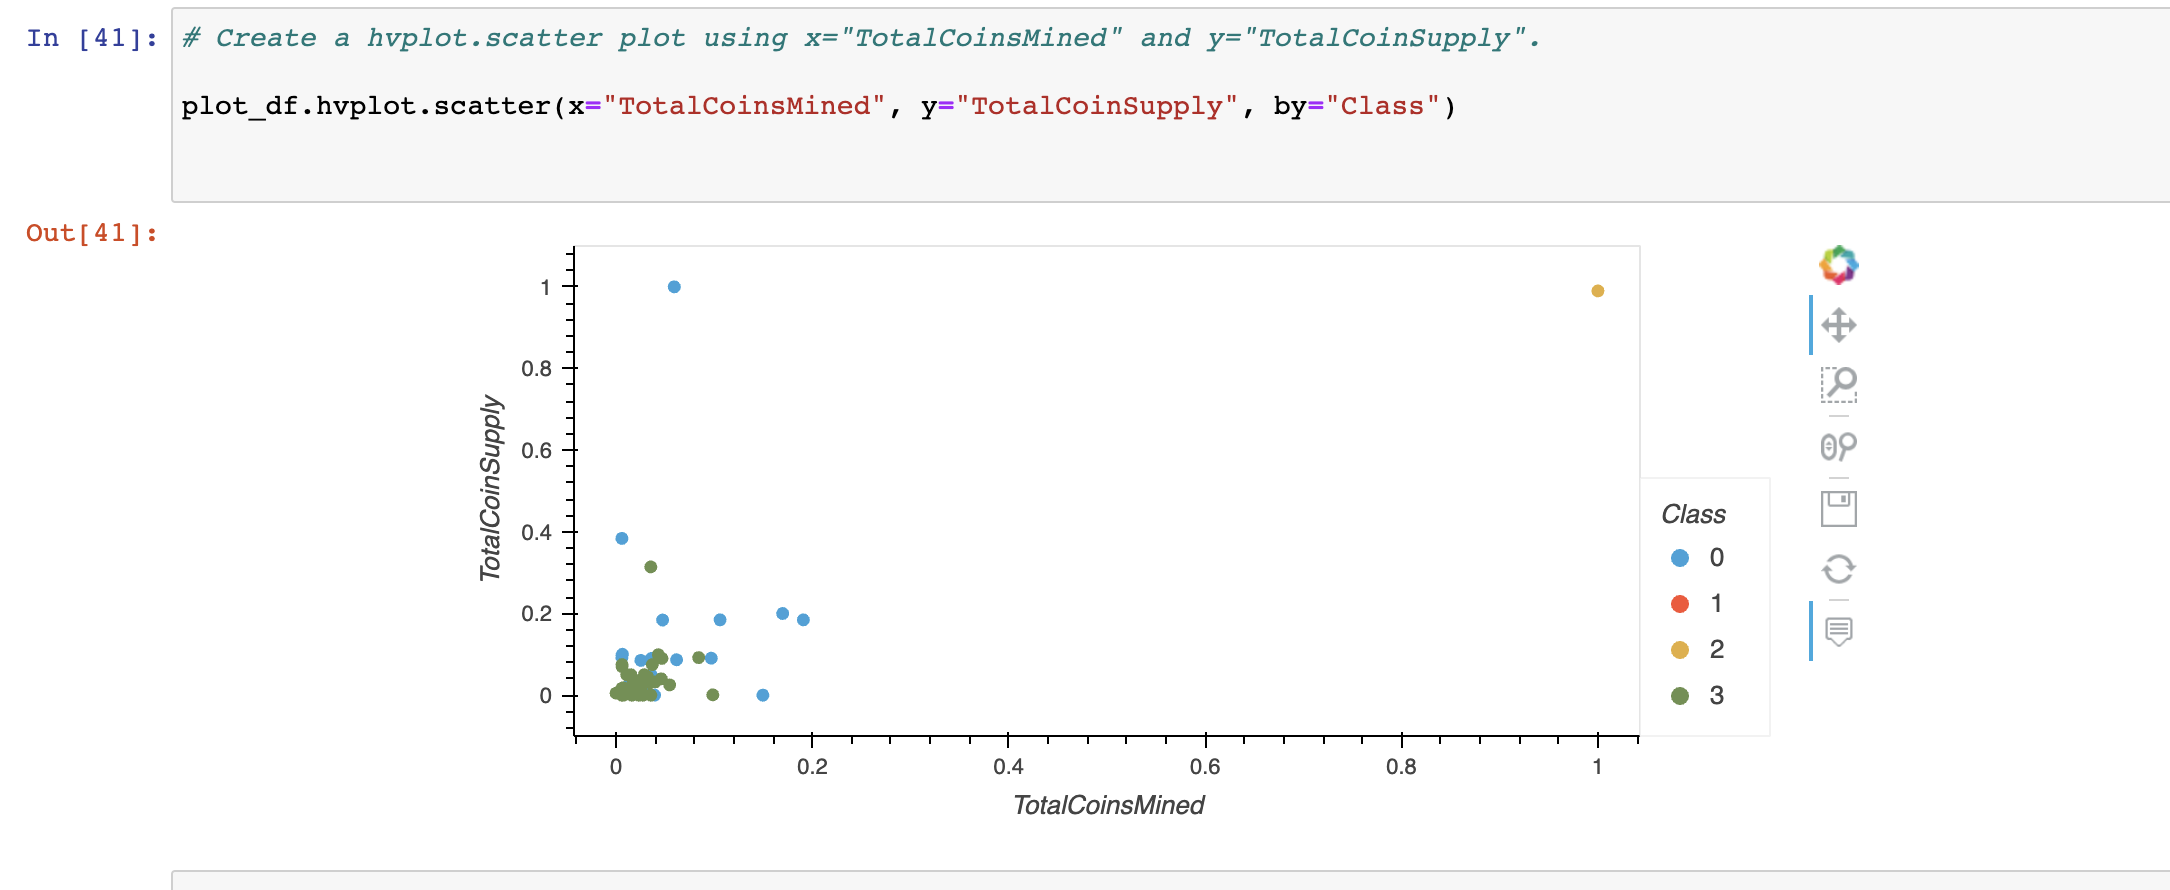 In [41]:
# Create a hvplot.scatter plot using x="TotalCoinsMined" and y="TotalCoinSupply".
plot_df.hvplot.scatter(x="TotalCoinsMined", y="TotalCoinSupply", by="Class")
Out[41]:
TotalCoinSupply
1
0.8
0.6
0.4
0.2
0
0 0.2 0.4 0.6 0.8 1
TotalCoinsMined
Class
0
1
2
3